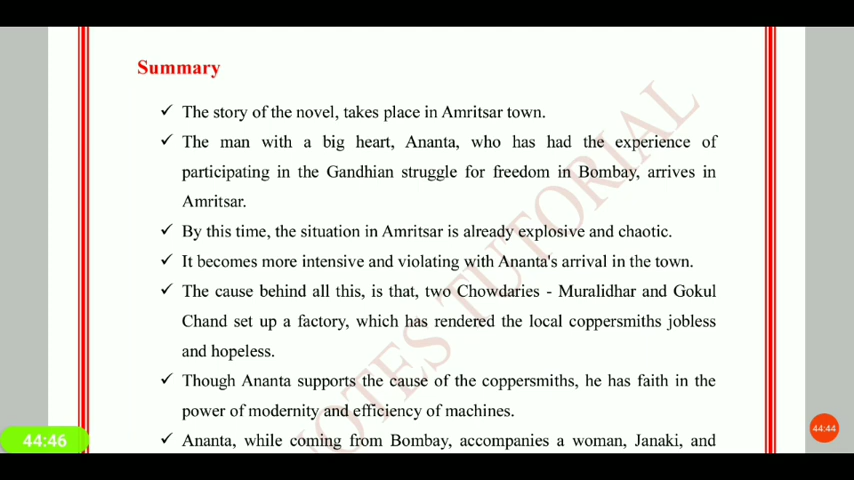 Summary
✓ The story of the novel, takes place in Amritsar town.
✓ The man with a big heart, Ananta, who has had the experience of
participating in the Gandhian struggle for freedom in Bombay, arrives in
Amritsar.
✓ By this time, the situation in Amritsar is already explosive and chaotic.
✓ It becomes more intensive and violating with Ananta's arrival in the town.
✓ The cause behind all this, is that, two Chowdaries - Muralidhar and Gokul
Chand set up a factory, which has rendered the local coppersmiths jobless
and hopeless.
✓ Though Ananta supports the cause of the coppersmiths, he has faith in the
power of modernity and efficiency of machines.
✓ Ananta, while coming from Bombay, accompanies a woman, Janaki, and
NOTES TUTORIAL
44:46
44:44